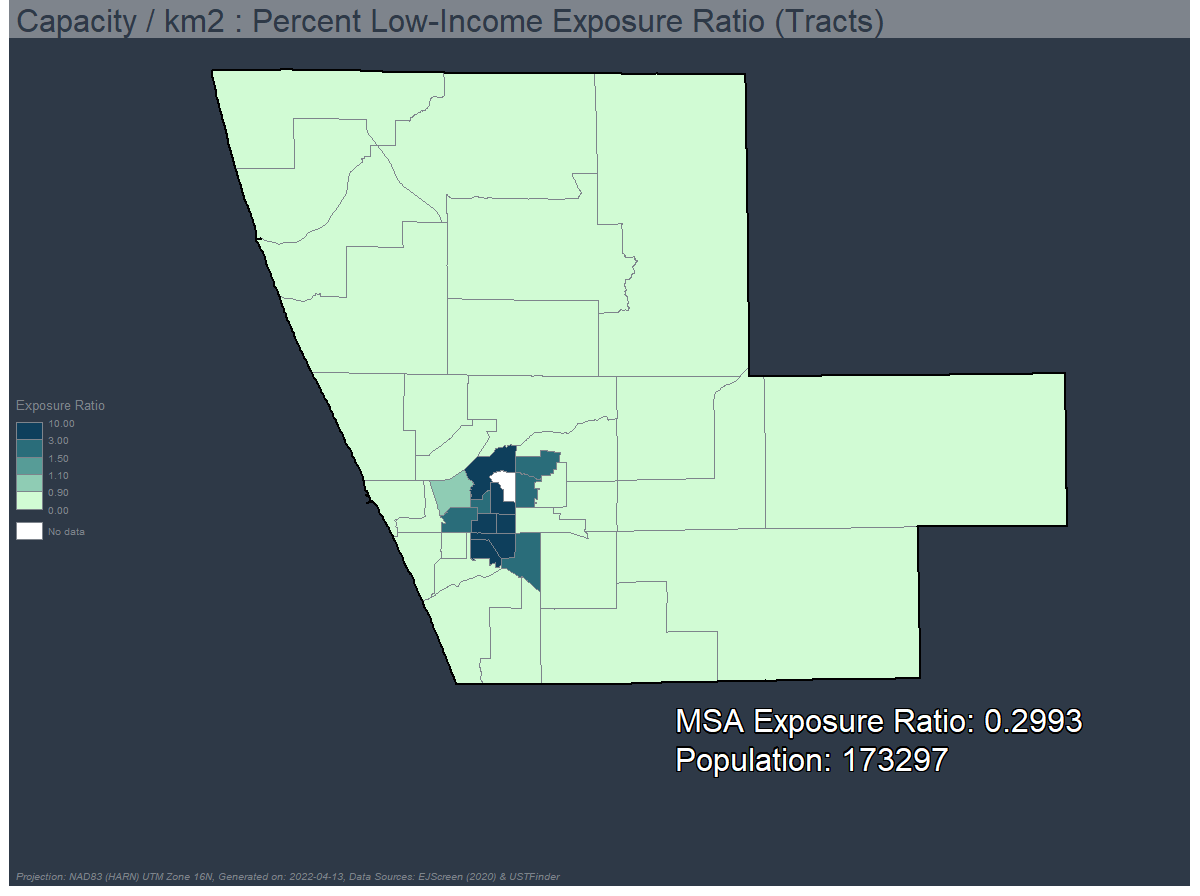 Capacity / km2 : Percent Low-Income Exposure Ratio (Tracts)
Exposure Ratio
10.00
3.00
1.50
1.10
0.90
0.00
No data
MSA Exposure Ratio: 0.2993
Population: 173297
Projection: NAD83 (HARN) UTM Zone 16N, Generated on: 2022-04-13, Data Sources: EJScreen (2020) & USTFinder